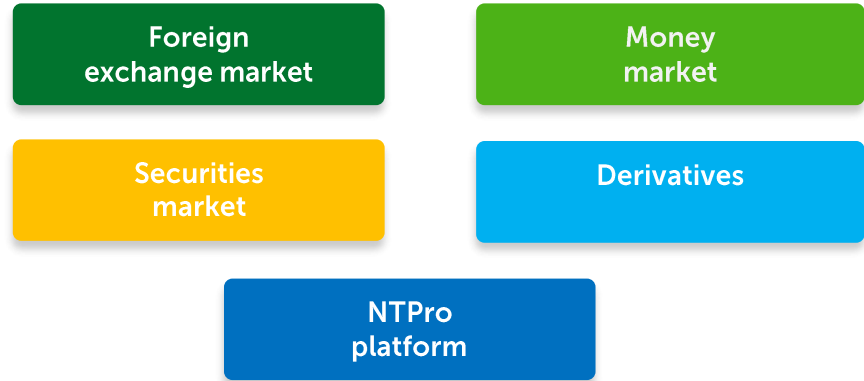 Foreign
exchange market
Money
market
Securities
market
Derivatives
NTPro
platform